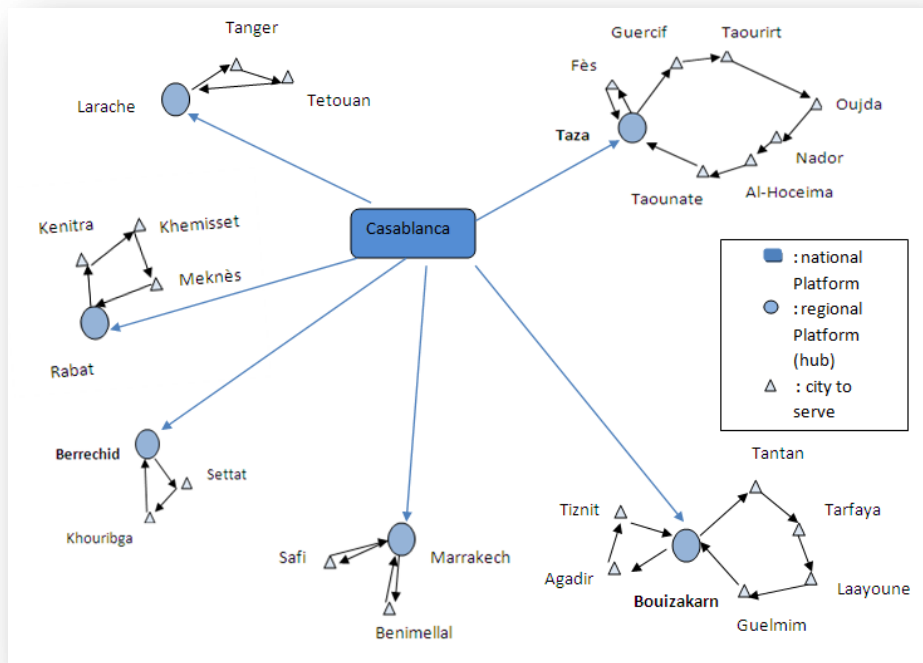 Tanger
Larache
Tetouan
Guercif
Taourirt
Fès
Oujda
Taza
Nador
Al-Hoceima
Taounate
Kenitra
Khemisset
Meknès
Rabat
Casablanca
: national
Platform
: regional
Platform
(hub)
: city to
serve
Berrechid
Settat
Khouribga
Safi
Marrakech
Benimellal
Tantan
Tiznit
Tarfaya
Agadir
Laayoune
Bouizakarn
Guelmim